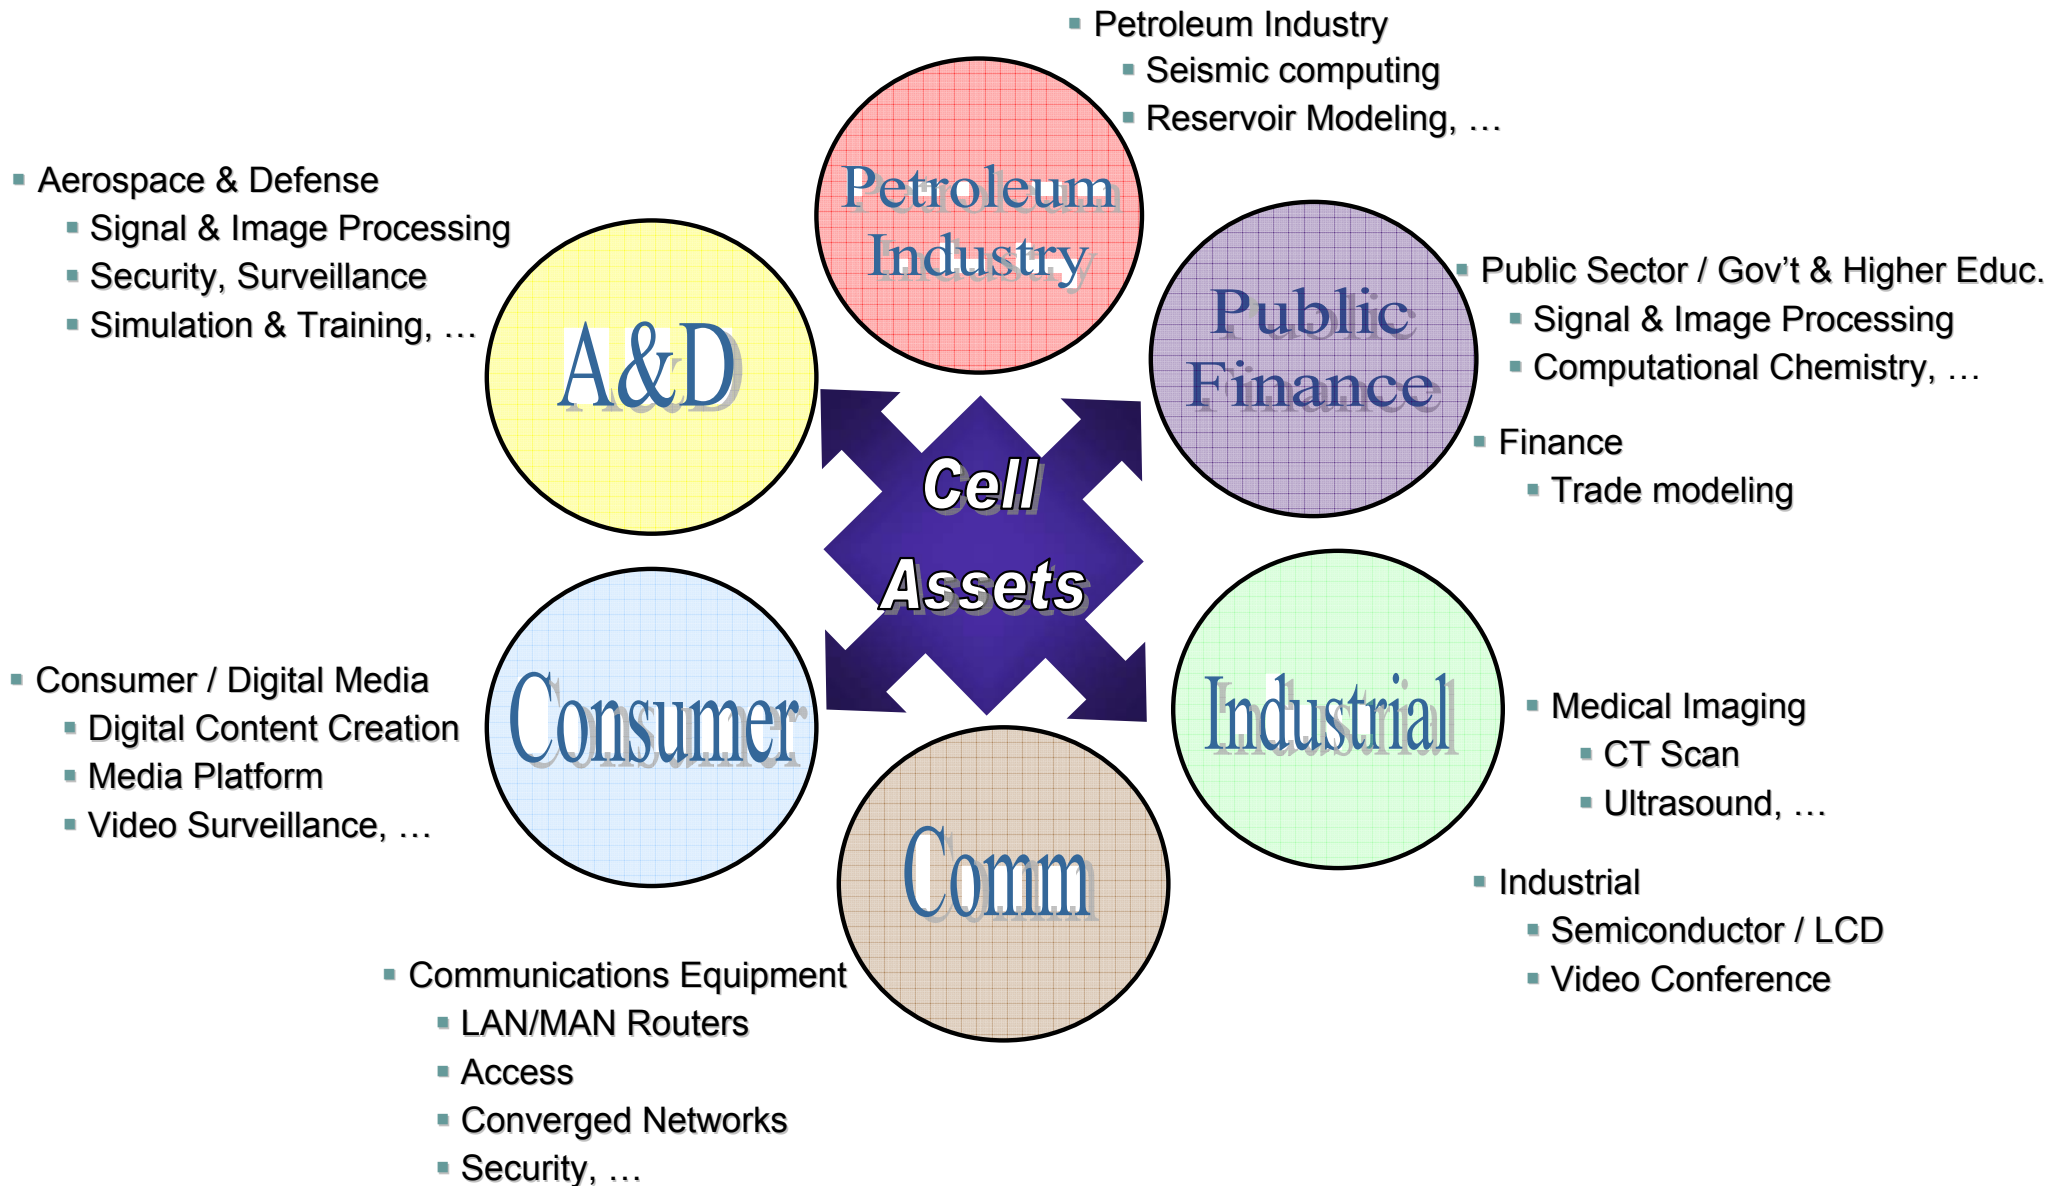 Petroleum Industry
Seismic computing
Reservoir Modeling, …
Aerospace & Defense
Signal & Image Processing
Security, Surveillance
Simulation & Training, …
Petroleum
Industry
A&D
Public
Finance
Public Sector / Gov’t & Higher Educ.
Signal & Image Processing
Computational Chemistry, …
Finance
Trade modeling
Cell
Assets
Consumer / Digital Media
Digital Content Creation
Media Platform
Video Surveillance, …
Consumer
Industrial
Medical Imaging
CT Scan
Ultrasound, …
Industrial
Semiconductor / LCD
Video Conference
Comm
Communications Equipment
LAN/MAN Routers
Access
Converged Networks
Security, …